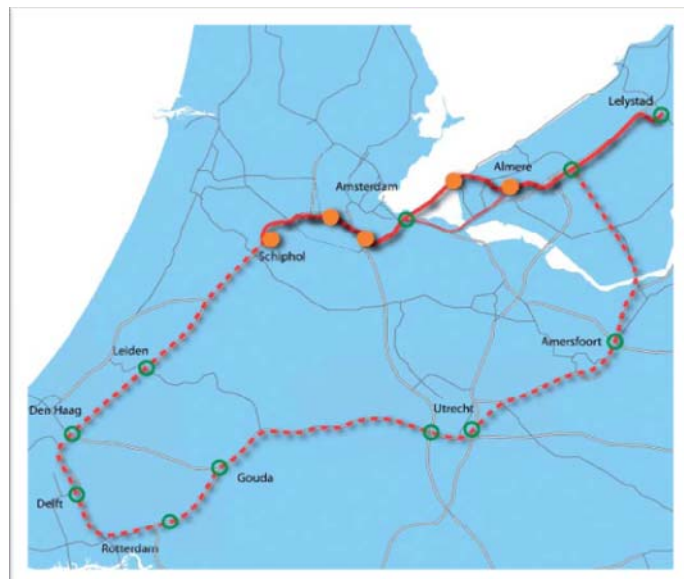 Lelystad
Almere
Amsterdam
Schiphol
Leiden
Amersfoort
Den Haag
Utrecht
Gouda
Delft
Rotterdam